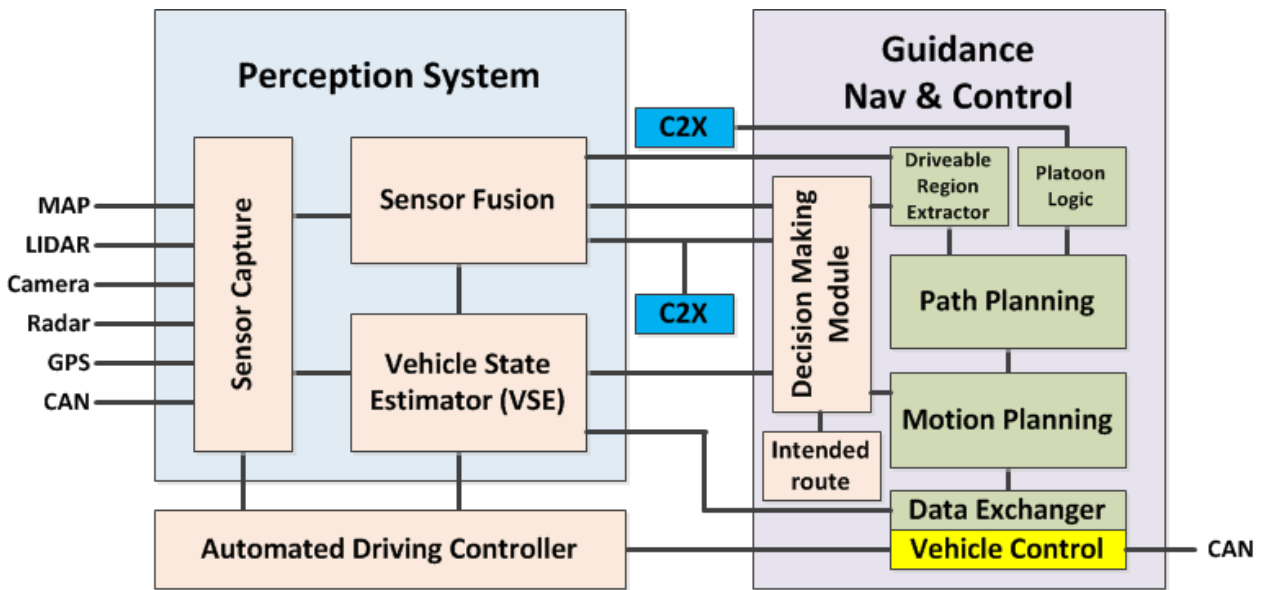 Perception System
Guidance
Nav & Control
C2X
Driveable
Region
Extractor
Platoon
Logic
MAP
LIDAR
Camera
Radar
GPS
CAN
Sensor Capture
Sensor Fusion
Vehicle State
Estimator (VSE)
C2X
Decision Making
Module
Path Planning
Motion Planning
Intended
route
Data Exchanger
Automated Driving Controller
Vehicle Control
CAN